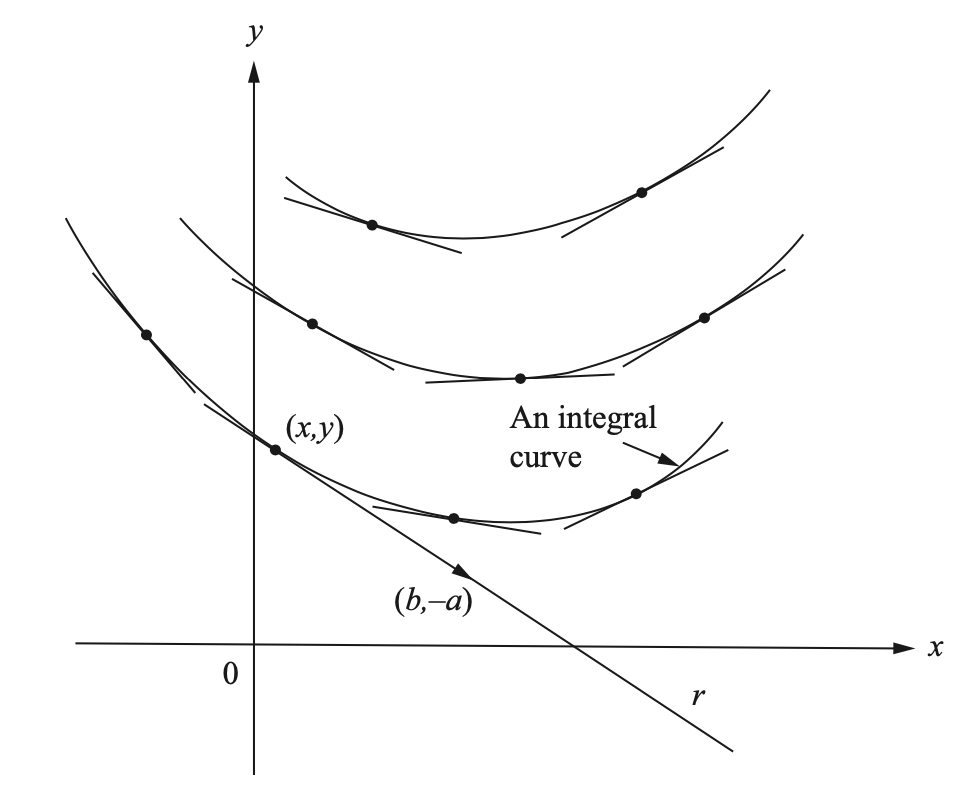 y
(x,y)
An integral
curve
(b,–a)
x
0
r